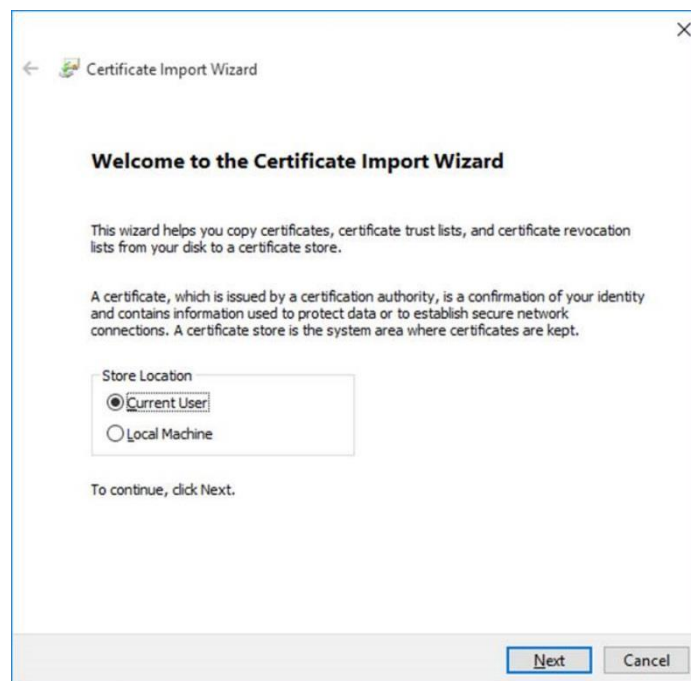 Certificate Import Wizard
Welcome to the Certificate Import Wizard
This wizard helps you copy certificates, certificate trust lists, and certificate revocation
lists from your disk to a certificate store.
A certificate, which is issued by a certification authority, is a confirmation of your identity
and contains information used to protect data or to establish secure network
connections. A certificate store is the system area where certificates are kept.
Store Location
Current User
Local Machine
To continue, click Next.
Next Cancel